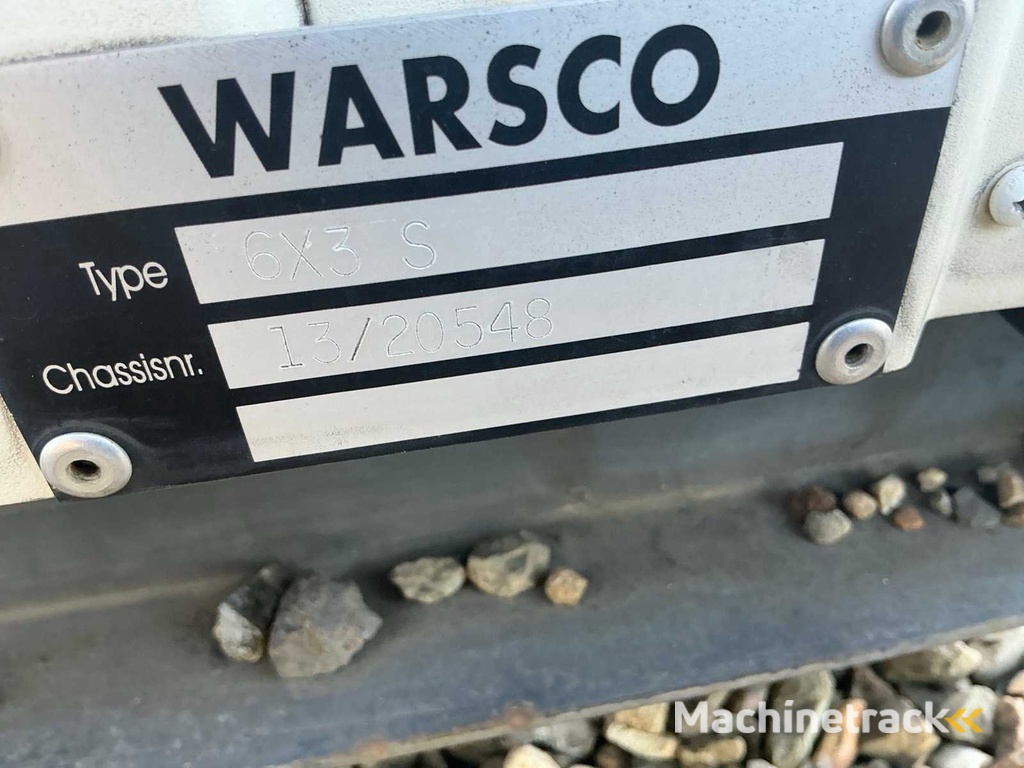 WARSCO
Type 6X3 S
Chassisnr. 13/20548
Machinetrack